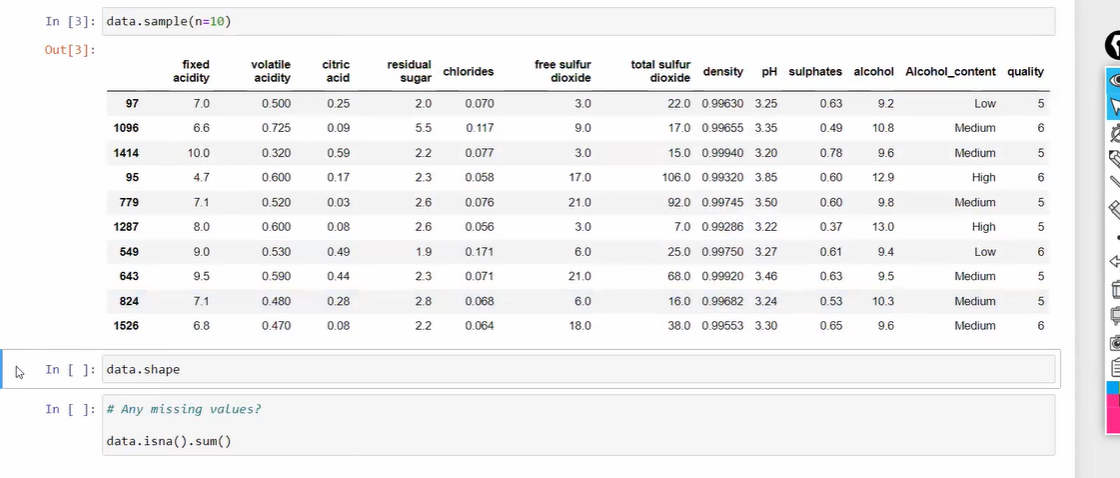 In [3]: data.sample(n=10)
Out[3]:
fixed acidity volatile acidity citric acid residual sugar chlorides free sulfur dioxide total sulfur dioxide density pH sulphates alcohol Alcohol_content quality
97 7.0 0.500 0.25 2.0 0.070 3.0 22.0 0.99630 3.25 0.63 9.2 Low 5
1096 6.6 0.725 0.09 5.5 0.117 9.0 17.0 0.99655 3.35 0.49 10.8 Medium 6
1414 10.0 0.320 0.59 2.2 0.077 3.0 15.0 0.99940 3.20 0.78 9.6 Medium 5
95 4.7 0.600 0.17 2.3 0.058 17.0 106.0 0.99320 3.85 0.60 12.9 High 6
779 7.1 0.520 0.03 2.6 0.076 21.0 92.0 0.99745 3.50 0.60 9.8 Medium 5
1287 8.0 0.600 0.08 2.6 0.056 3.0 7.0 0.99286 3.22 0.37 13.0 High 5
549 9.0 0.530 0.49 1.9 0.171 6.0 25.0 0.99750 3.27 0.61 9.4 Low 6
643 9.5 0.590 0.44 2.3 0.071 21.0 68.0 0.99920 3.46 0.63 9.5 Medium 5
824 7.1 0.480 0.28 2.8 0.068 6.0 16.0 0.99682 3.24 0.53 10.3 Medium 5
1526 6.8 0.470 0.08 2.2 0.064 18.0 38.0 0.99553 3.30 0.65 9.6 Medium 6
In [ ]: data.shape
In [ ]: # Any missing values?
data.isna().sum()